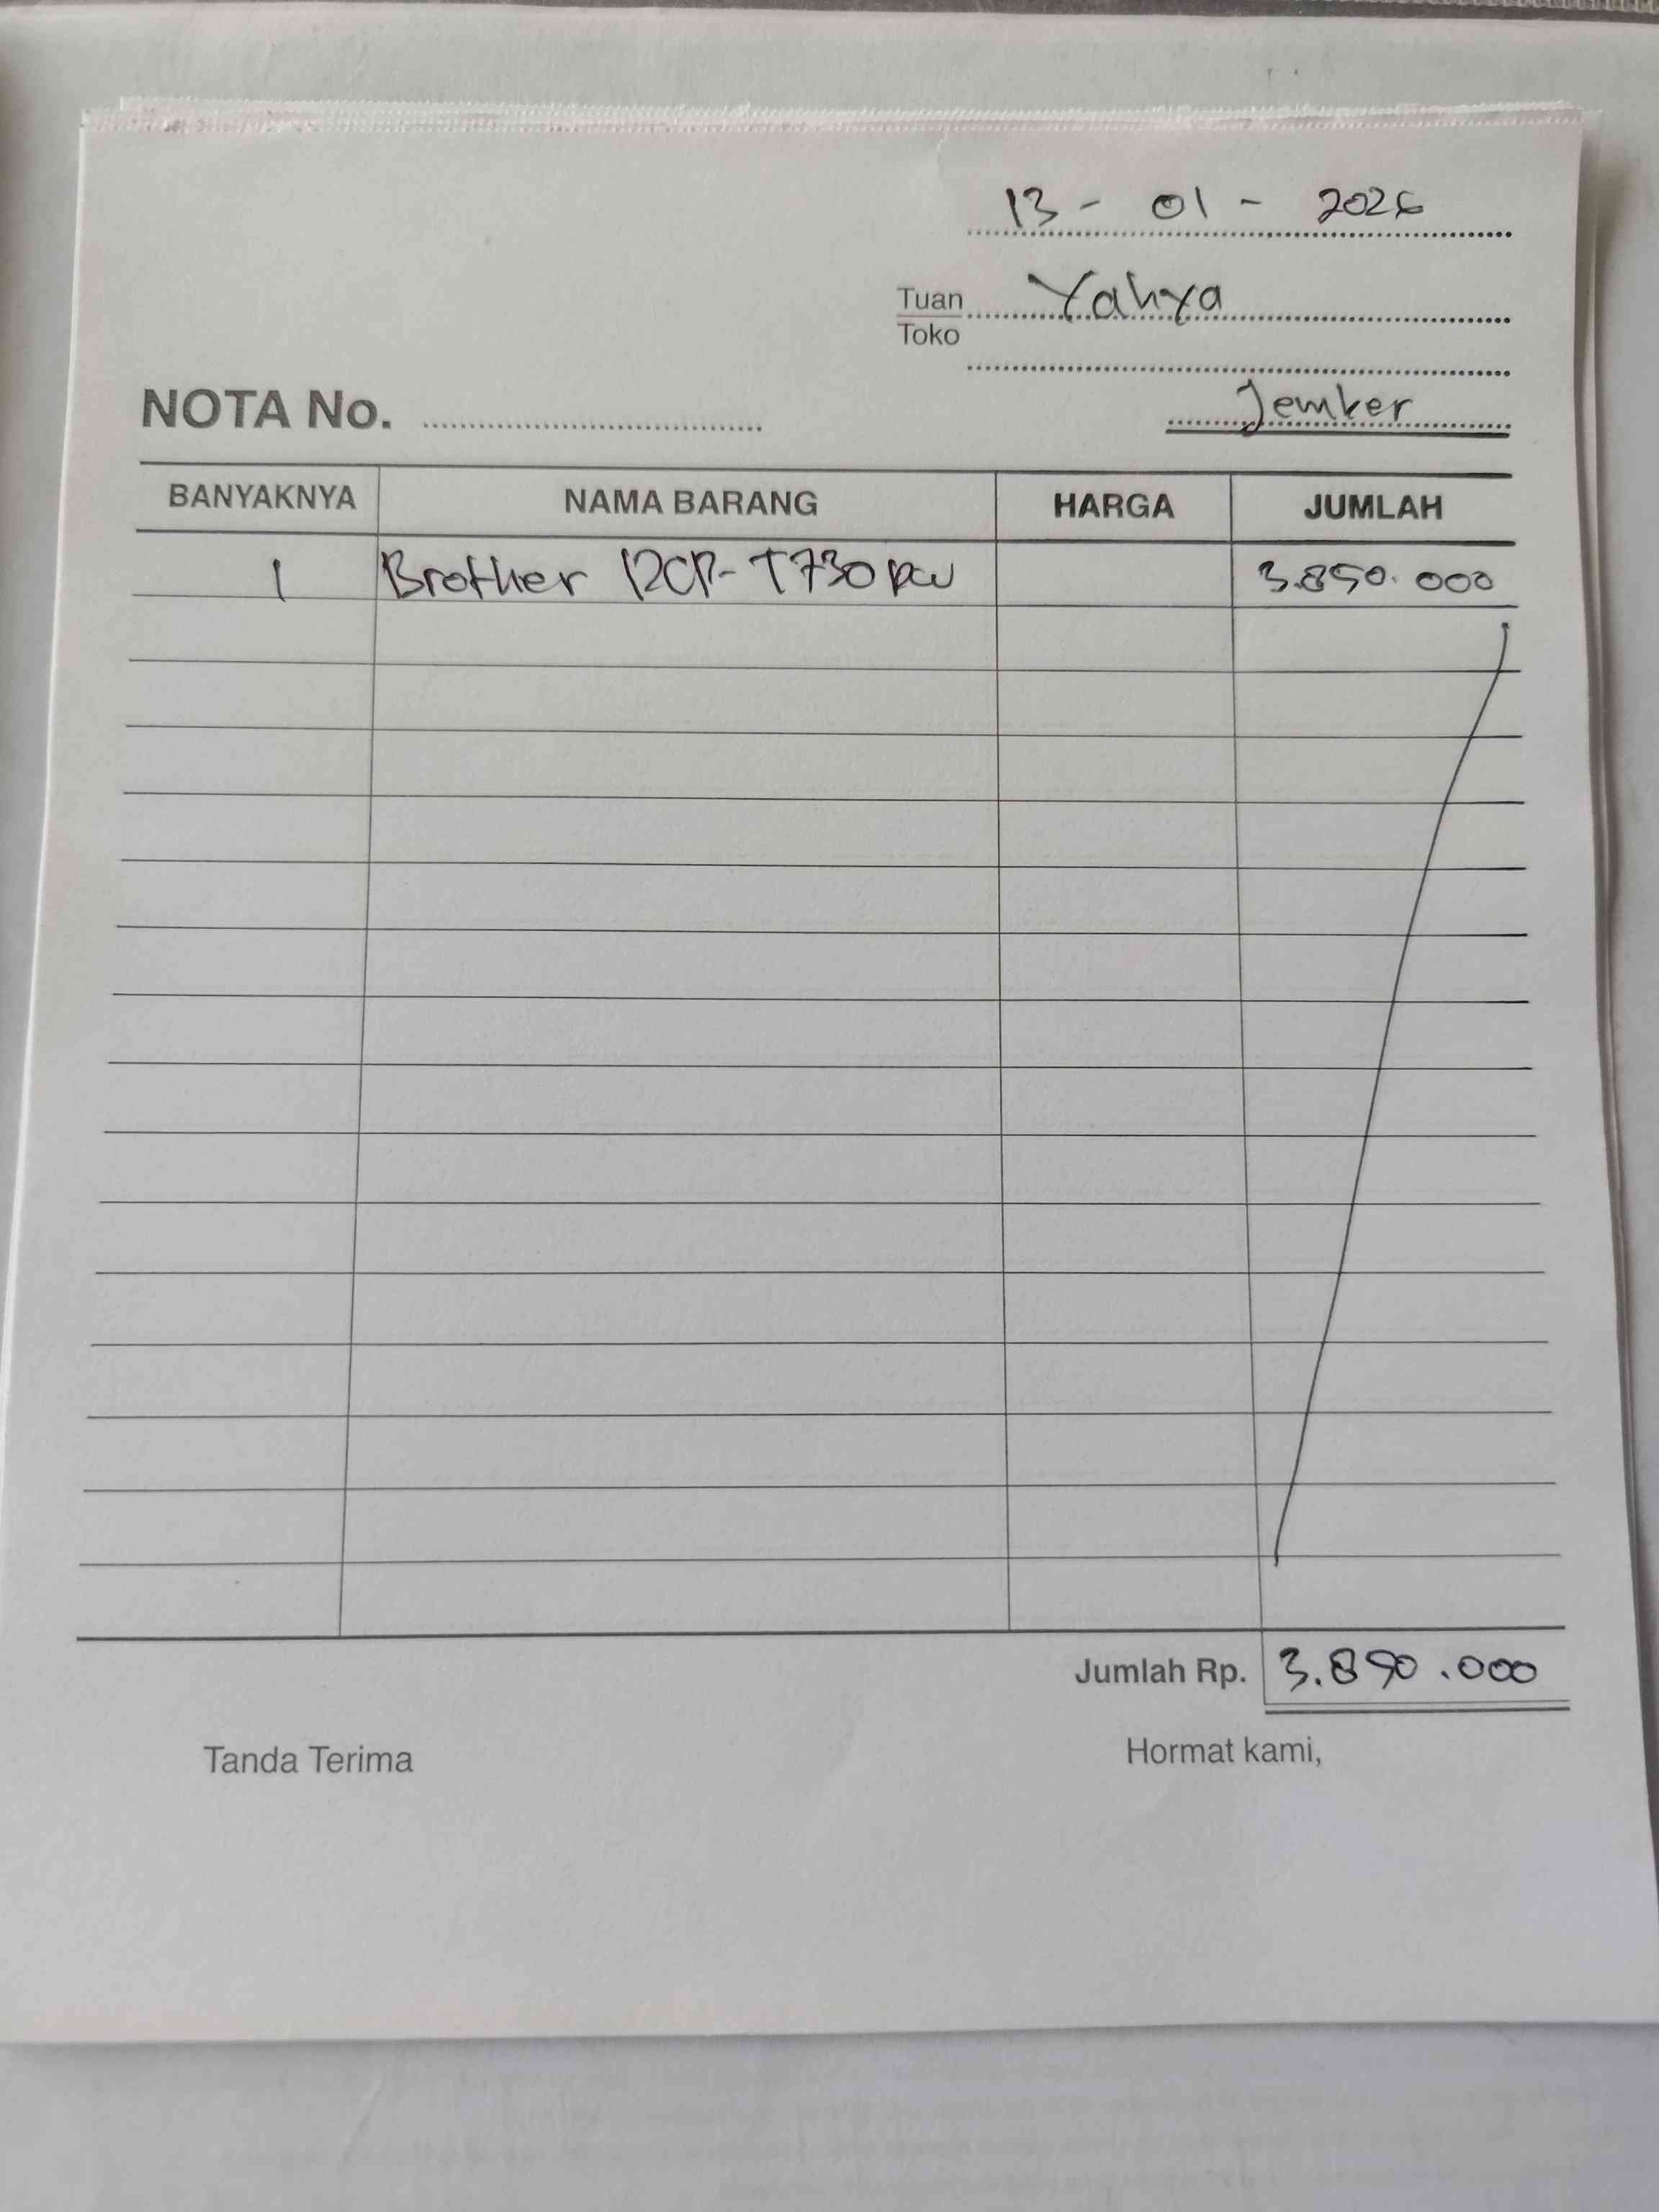 13 - 01 - 2026
Tuan Yahya
Toko
NOTA No. Jember
BANYAKNYA NAMA BARANG HARGA JUMLAH
1 Brother DCP-T730DW 3.850.000
Jumlah Rp. 3.850.000
Tanda Terima Hormat kami,